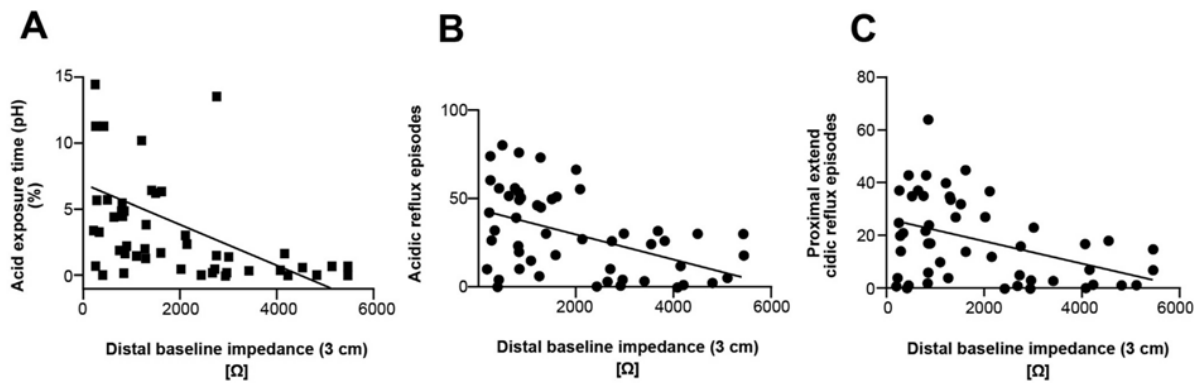 A
Acid exposure time (pH)
(%)
15
10
5
0
0
2000
4000
6000
Distal baseline impedance (3 cm)
[Ω]
B
Acidic reflux episodes
100
50
0
2000
4000
6000
Distal baseline impedance (3 cm)
[Ω]
C
Proximal extend
cidic reflux episodes
80
60
40
20
0
0
2000
4000
6000
Distal baseline impedance (3 cm)
[Ω]